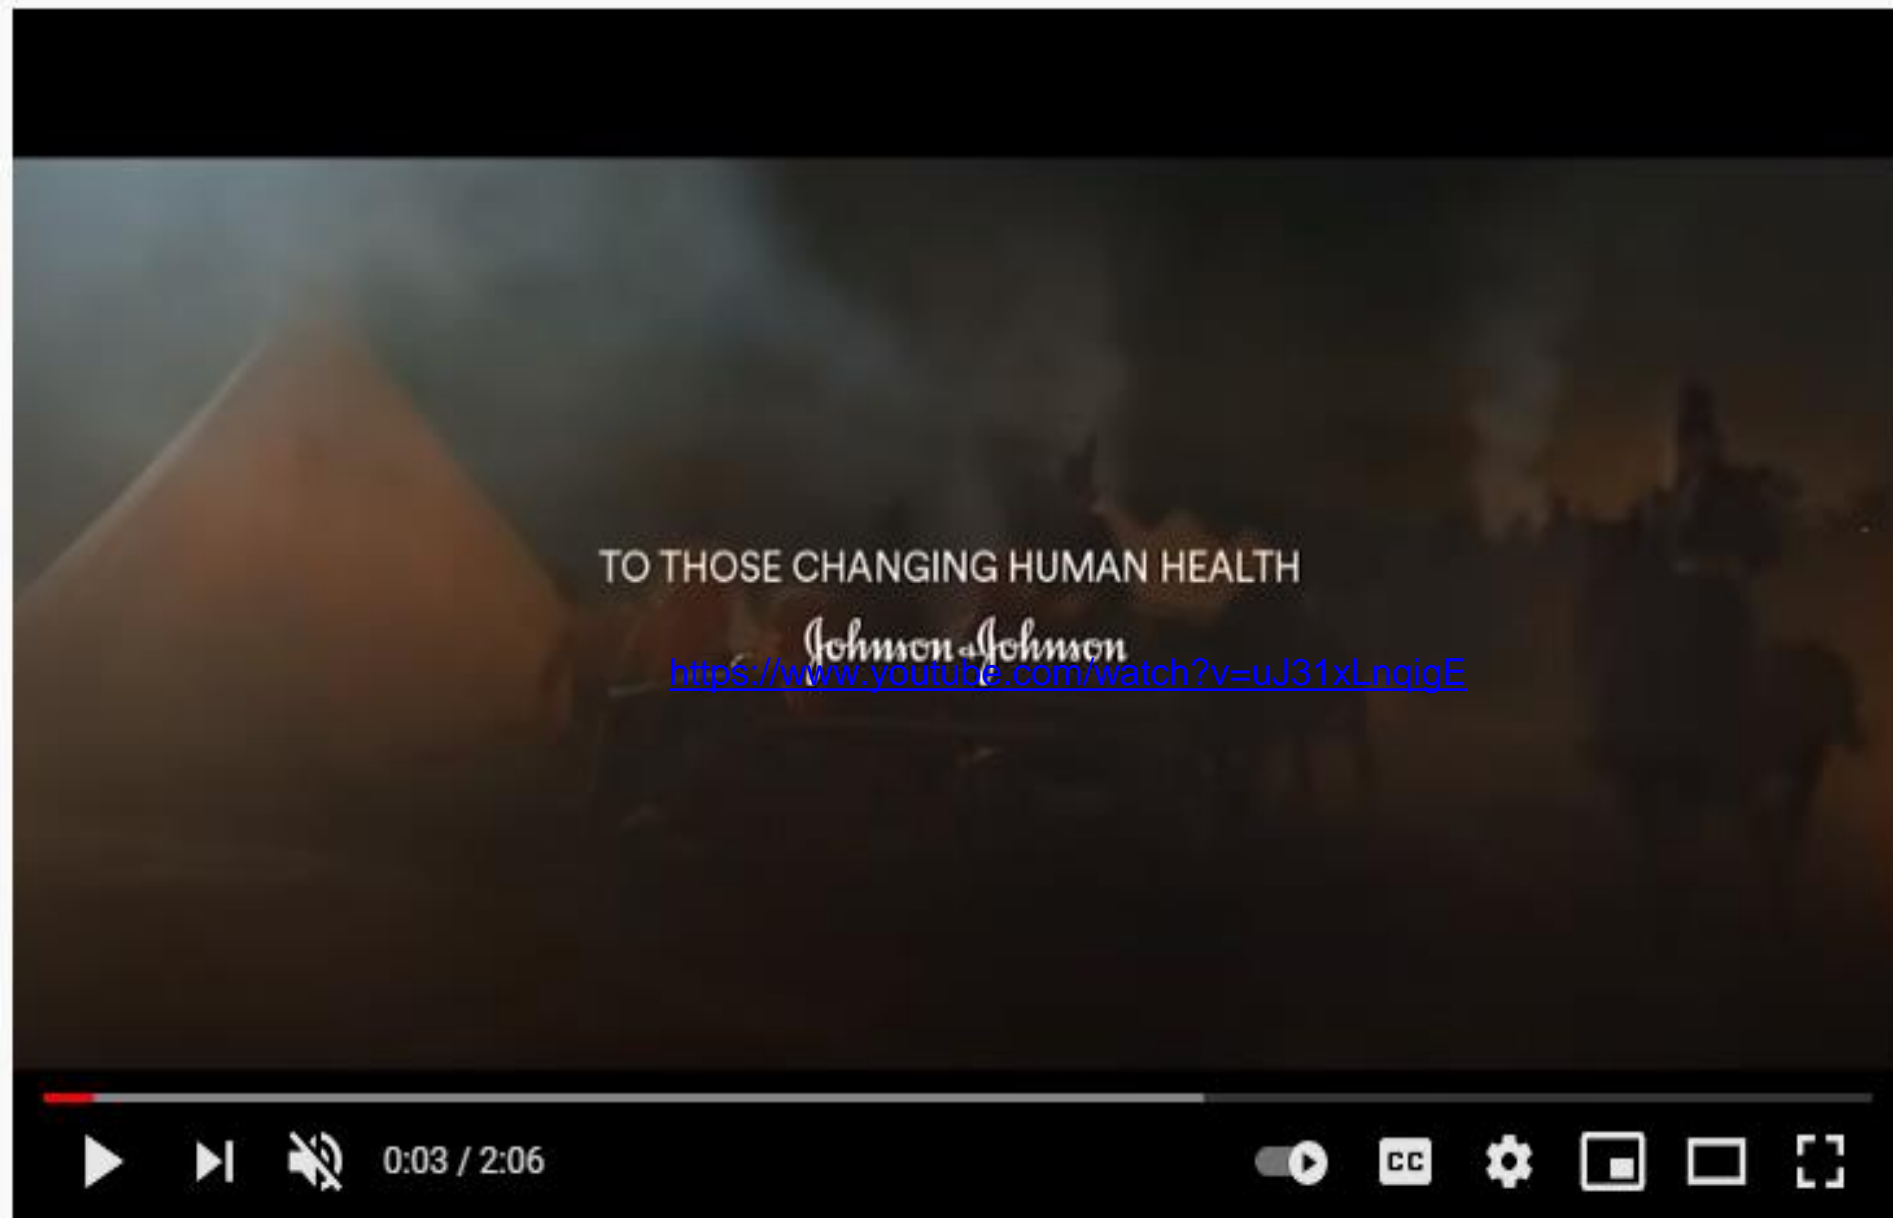 TO THOSE CHANGING HUMAN HEALTH
Johnson & Johnson
https://www.youtube.com/watch?v=uJ31xLnqigE
0:03 / 2:06
CC